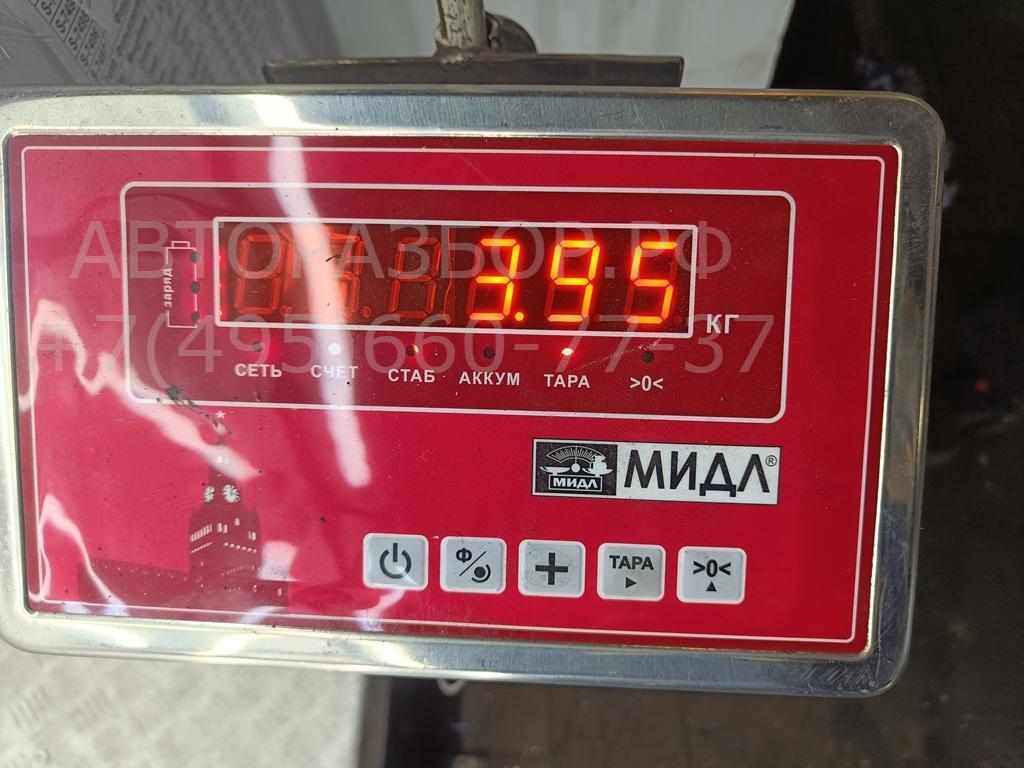 АВТОРАЗБОР.РФ
3.95
заряд
кг
+7(495)660-77-37
СЕТЬ СЧЕТ СТАБ АККУМ ТАРА >0<
МИДЛ МИДЛ®
Ф/ + ТАРА >0<